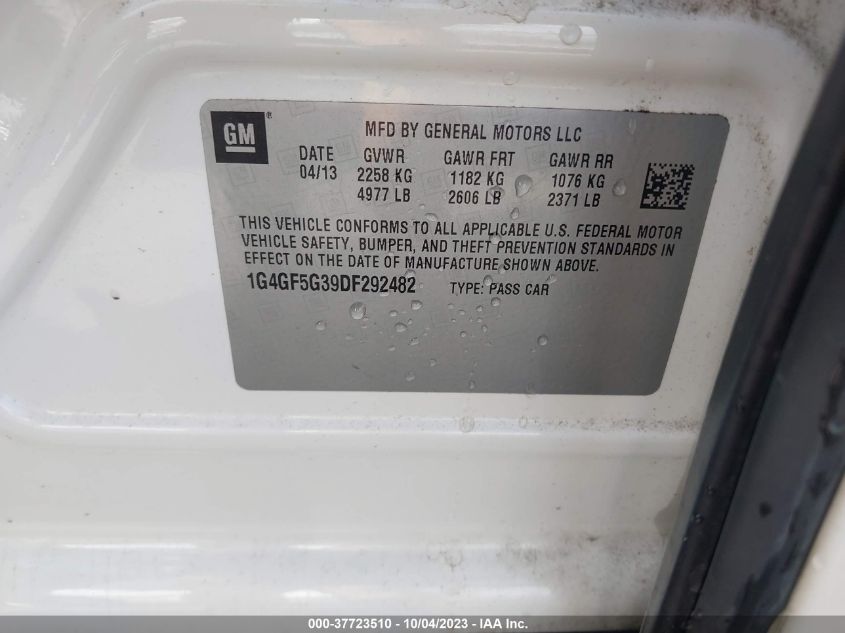 GM ®
MFD BY GENERAL MOTORS LLC
DATE GVWR GAWR FRT GAWR RR
04/13 2258 KG 1182 KG 1076 KG
4977 LB 2606 LB 2371 LB
THIS VEHICLE CONFORMS TO ALL APPLICABLE U.S. FEDERAL MOTOR
VEHICLE SAFETY, BUMPER, AND THEFT PREVENTION STANDARDS IN
EFFECT ON THE DATE OF MANUFACTURE SHOWN ABOVE.
1G4GF5G39DF292482 TYPE: PASS CAR
000-37723510 - 10/04/2023 - IAA Inc.